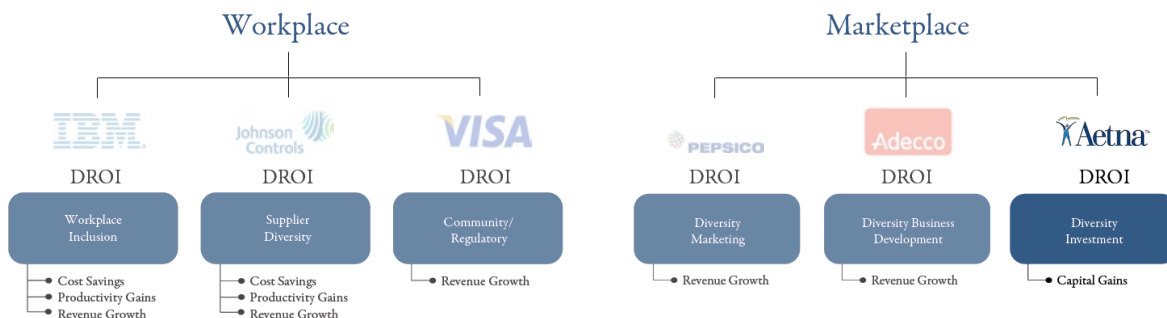 Workplace
Marketplace
IBM.
Johnson
Controls
VISA
PEPSICO
Adecco
Aetna
DROI
DROI
DROI
DROI
DROI
DROI
Workplace
Inclusion
Supplier
Diversity
Community/
Regulatory
Diversity
Marketing
Diversity Business
Development
Diversity
Investment
Cost Savings
Productivity Gains
Revenue Growth
Cost Savings
Productivity Gains
Revenue Growth
Revenue Growth
Revenue Growth
Revenue Growth
Capital Gains